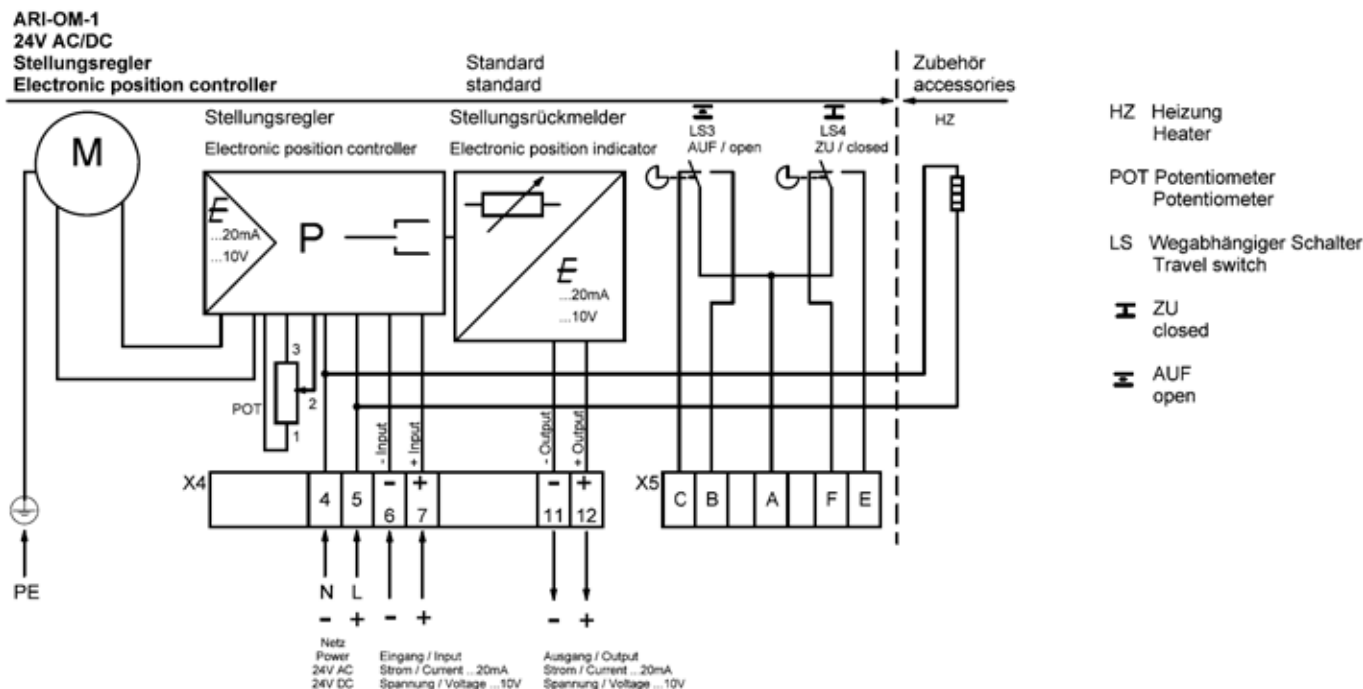 ARI-OM-1
24V AC/DC
Stellungsregler
Electronic position controller
Standard
standard
Zubehör
accessories
M
Stellungsregler
Electronic position controller
Stellungsrückmelder
Electronic position indicator
LS3
AUF / open
LS4
ZU / closed
HZ
E
...20mA
...10V
P
E
...20mA
...10V
POT
3
2
1
- Input
+ Input
- Output
+ Output
X4
4
5
- 6
+ 7
- 11
+ 12
X5
C
B
A
F
E
PE
N
L
- + - +
- +
Netz
Power
24V AC
24V DC
Eingang / Input
Strom / Current ...20mA
Spannung / Voltage ...10V
Ausgang / Output
Strom / Current ...20mA
Spannung / Voltage ...10V
HZ Heizung
Heater
POT Potentiometer
Potentiometer
LS Wegabhängiger Schalter
Travel switch
ZU
closed
AUF
open